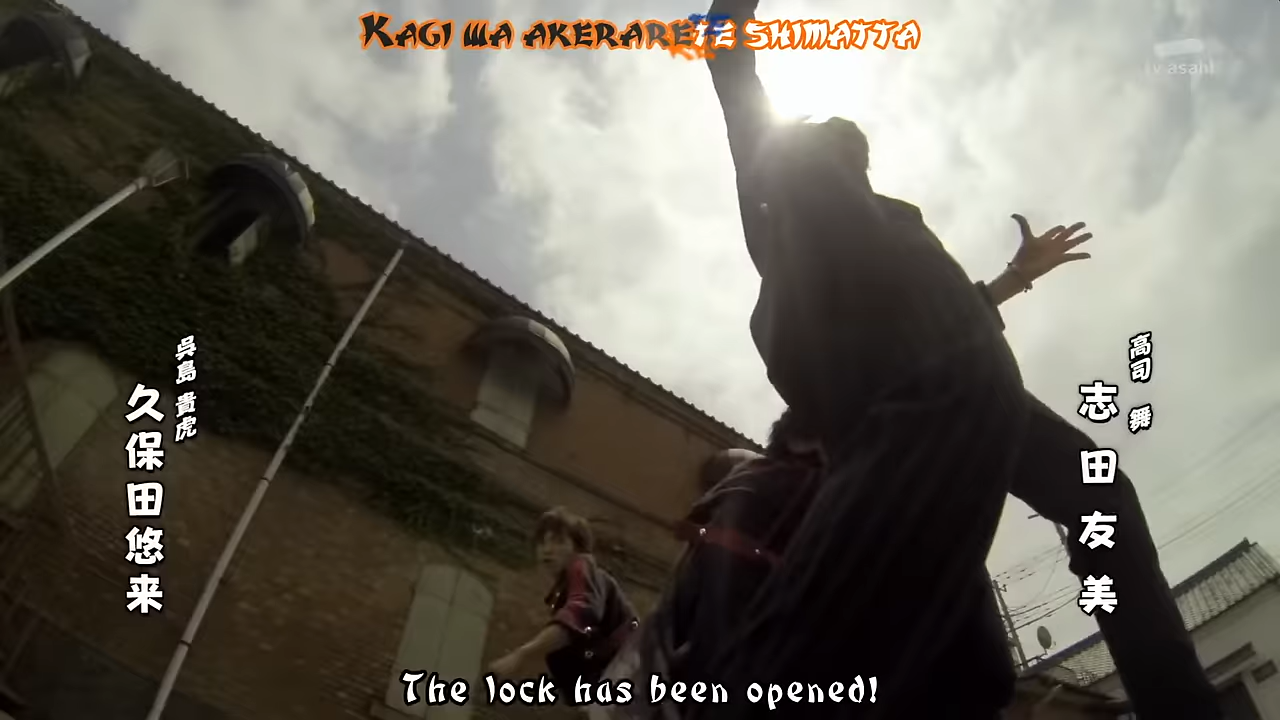 KAGI WA AKERARETE SHIMATTA
tv asahi
高司 舞
志田友美
呉島 貴虎
久保田悠来
The lock has been opened!